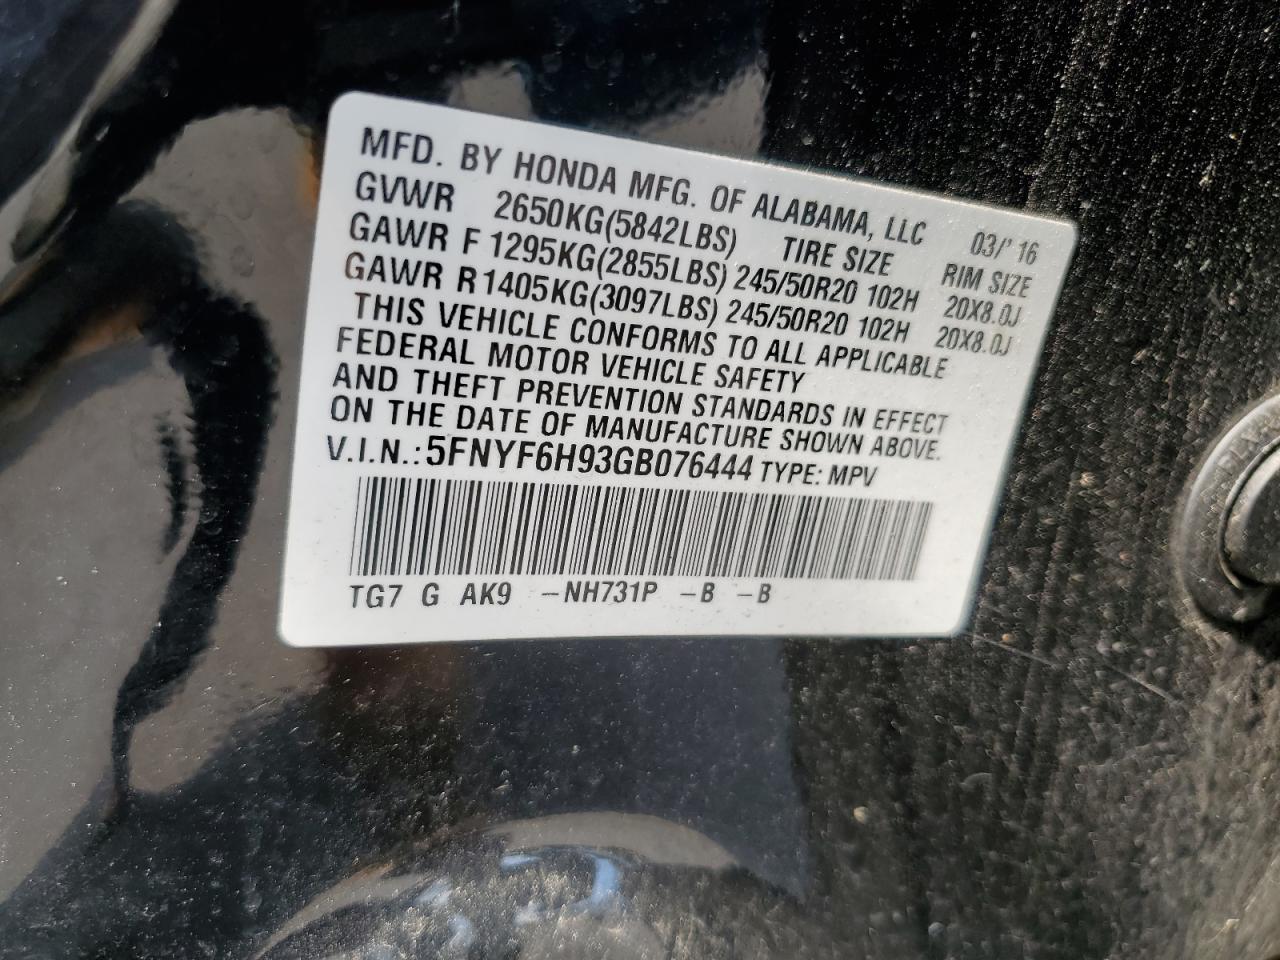 MFD. BY HONDA MFG. OF ALABAMA, LLC 03/'16
GVWR 2650KG(5842LBS) TIRE SIZE RIM SIZE
GAWR F 1295KG(2855LBS) 245/50R20 102H 20X8.0J
GAWR R 1405KG(3097LBS) 245/50R20 102H 20X8.0J
THIS VEHICLE CONFORMS TO ALL APPLICABLE
FEDERAL MOTOR VEHICLE SAFETY
AND THEFT PREVENTION STANDARDS IN EFFECT
ON THE DATE OF MANUFACTURE SHOWN ABOVE.
V.I.N.: 5FNYF6H93GB076444 TYPE: MPV
TG7 G AK9 -NH731P -B -B